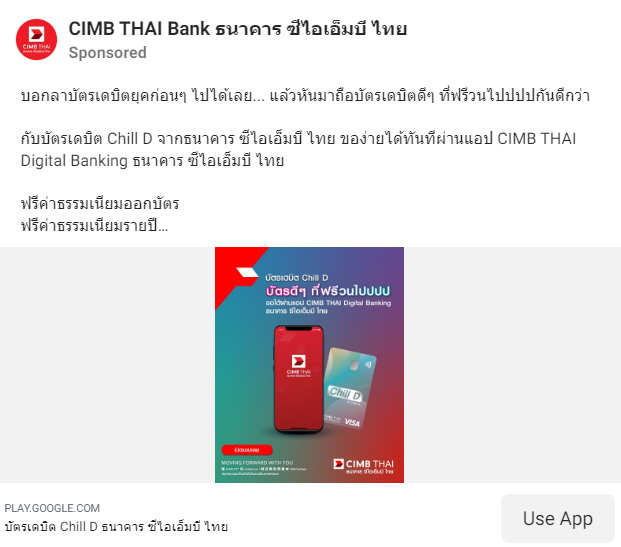 CIMB THAI Bank ธนาคาร ซีไอเอ็มบี ไทย
Sponsored
CIMB THAI
บอกลาบัตรเดบิตยุคก่อนๆ ไปได้เลย... แล้วหันมาถือบัตรเดบิตดีๆ ที่ฟรีวนไปปปปกันดีกว่า
กับบัตรเดบิต Chill D จากธนาคาร ซีไอเอ็มบี ไทย ของ่ายได้ทันทีผ่านแอป CIMB THAI
Digital Banking ธนาคาร ซีไอเอ็มบี ไทย
ฟรีค่าธรรมเนียมออกบัตร
ฟรีค่าธรรมเนียมรายปี...
บัตรเดบิต Chill D
บัตรดีๆ ที่ฟรีวนไปปปป
ขอได้ผ่านแอป CIMB THAI Digital Banking
ธนาคาร ซีไอเอ็มบี ไทย
CIMB THAI
Chill D
VISA
MOVING FORWARD WITH YOU
CIMB THAI
ธนาคาร ซีไอเอ็มบี ไทย
PLAY.GOOGLE.COM
บัตรเดบิต Chill D ธนาคาร ซีไอเอ็มบี ไทย
Use App